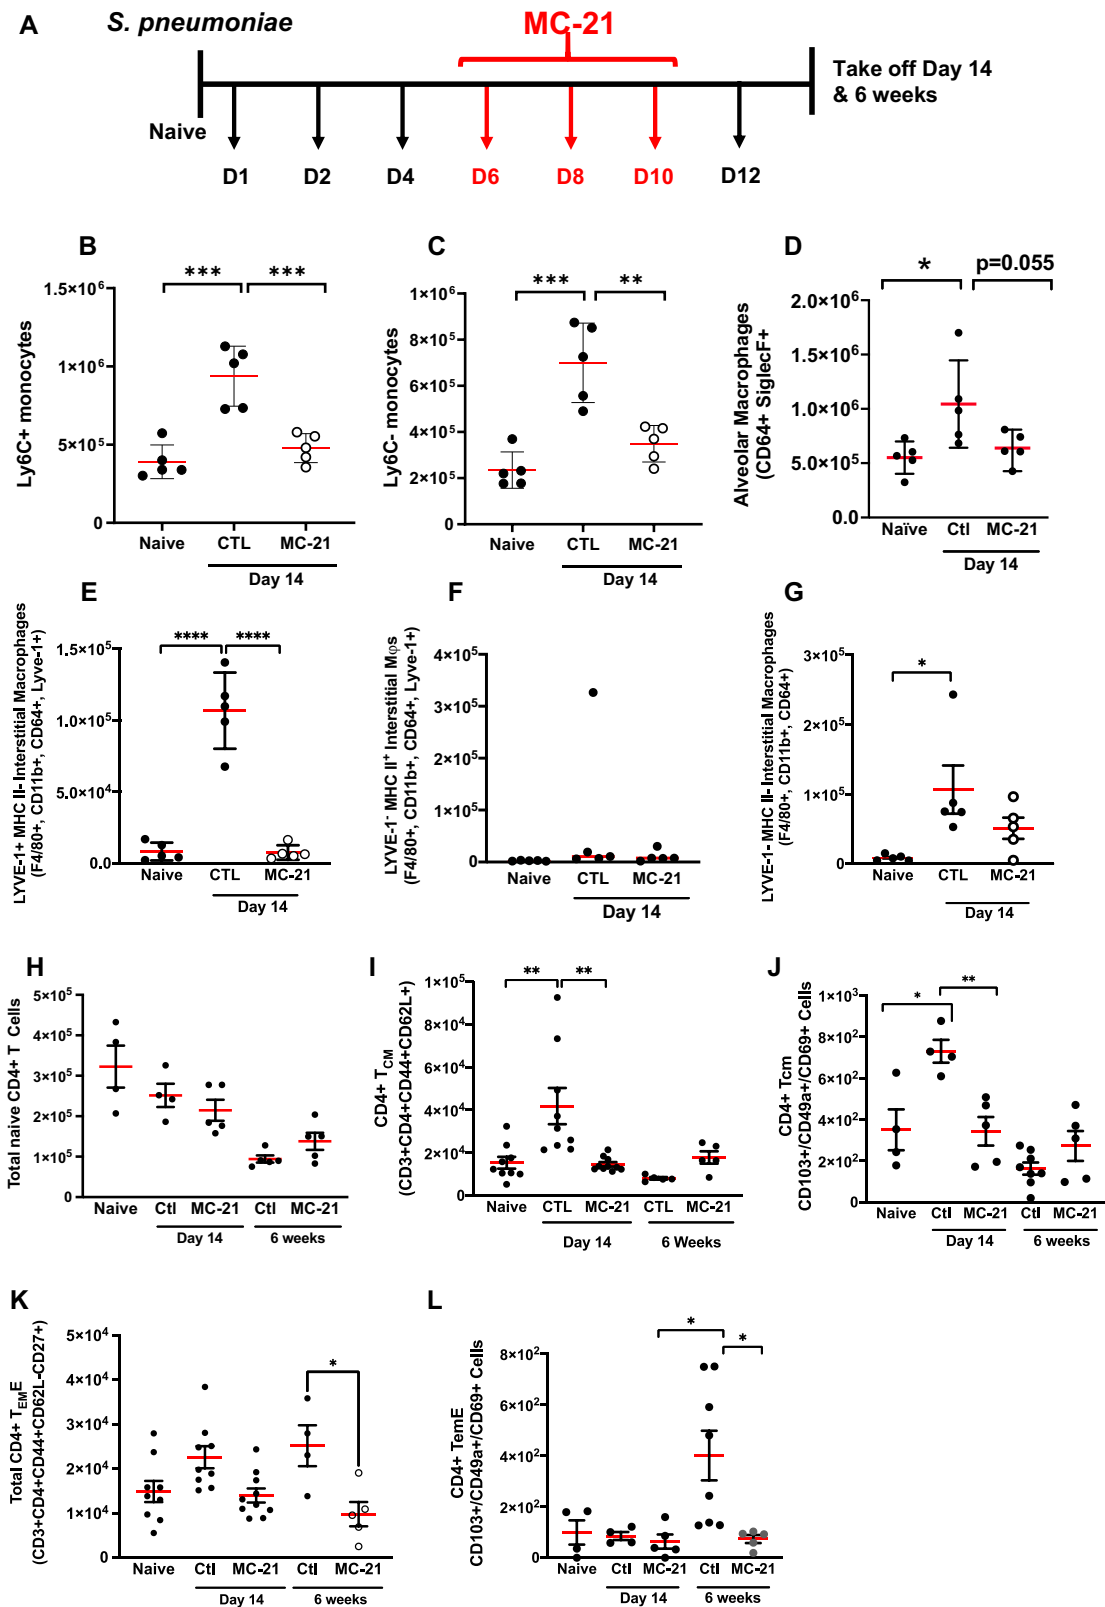 A
S. pneumoniae
MC-21
Take off Day 14
& 6 weeks
Naive
D1 D2 D4 D6 D8 D10 D12
B
*** ***
Ly6C+ monocytes
1.5×10⁶
1×10⁶
5×10⁵
0
Naive CTL MC-21
Day 14
C
*** **
Ly6C- monocytes
1×10⁶
8×10⁵
6×10⁵
4×10⁵
2×10⁵
0
Naive CTL MC-21
Day 14
D
* p=0.055
Alveolar Macrophages
(CD64+ SiglecF+
2.0×10⁶
1.5×10⁶
1.0×10⁶
5.0×10⁵
0.0
Naïve Ctl MC-21
Day 14
E
**** ****
LYVE-1+ MHC II- Interstitial Macrophages
(F4/80+, CD11b+, CD64+, Lyve-1+)
1.5×10⁵
1.0×10⁵
5.0×10⁴
0.0
Naive CTL MC-21
Day 14
F
LYVE-1⁻ MHC II⁺ Interstitial Mφs
(F4/80+, CD11b+, CD64+, Lyve-1+)
4×10⁵
3×10⁵
2×10⁵
1×10⁵
0
Naive CTL MC-21
Day 14
G
*
LYVE-1- MHC II- Interstitial Macrophages
(F4/80+, CD11b+, CD64+)
3×10⁵
2×10⁵
1×10⁵
0
Naive CTL MC-21
Day 14
H
Total naive CD4+ T Cells
5×10⁵
4×10⁵
3×10⁵
2×10⁵
1×10⁵
0
Naive Ctl MC-21 Ctl MC-21
Day 14 6 weeks
I
** **
CD4+ TCM
(CD3+CD4+CD44+CD62L+)
1×10⁵
8×10⁴
6×10⁴
4×10⁴
2×10⁴
0
Naive CTL MC-21 CTL MC-21
Day 14 6 Weeks
J
* **
CD4+ Tcm
CD103+/CD49a+/CD69+ Cells
1×10³
8×10²
6×10²
4×10²
2×10²
0
Naive Ctl MC-21 Ctl MC-21
Day 14 6 weeks
K
*
Total CD4+ TEME
(CD3+CD4+CD44+CD62L-CD27+)
5×10⁴
4×10⁴
3×10⁴
2×10⁴
1×10⁴
0
Naive Ctl MC-21 Ctl MC-21
Day 14 6 weeks
L
* *
CD4+ TemE
CD103+/CD49a+/CD69+ Cells
8×10²
6×10²
4×10²
2×10²
0
Naive Ctl MC-21 Ctl MC-21
Day 14 6 weeks